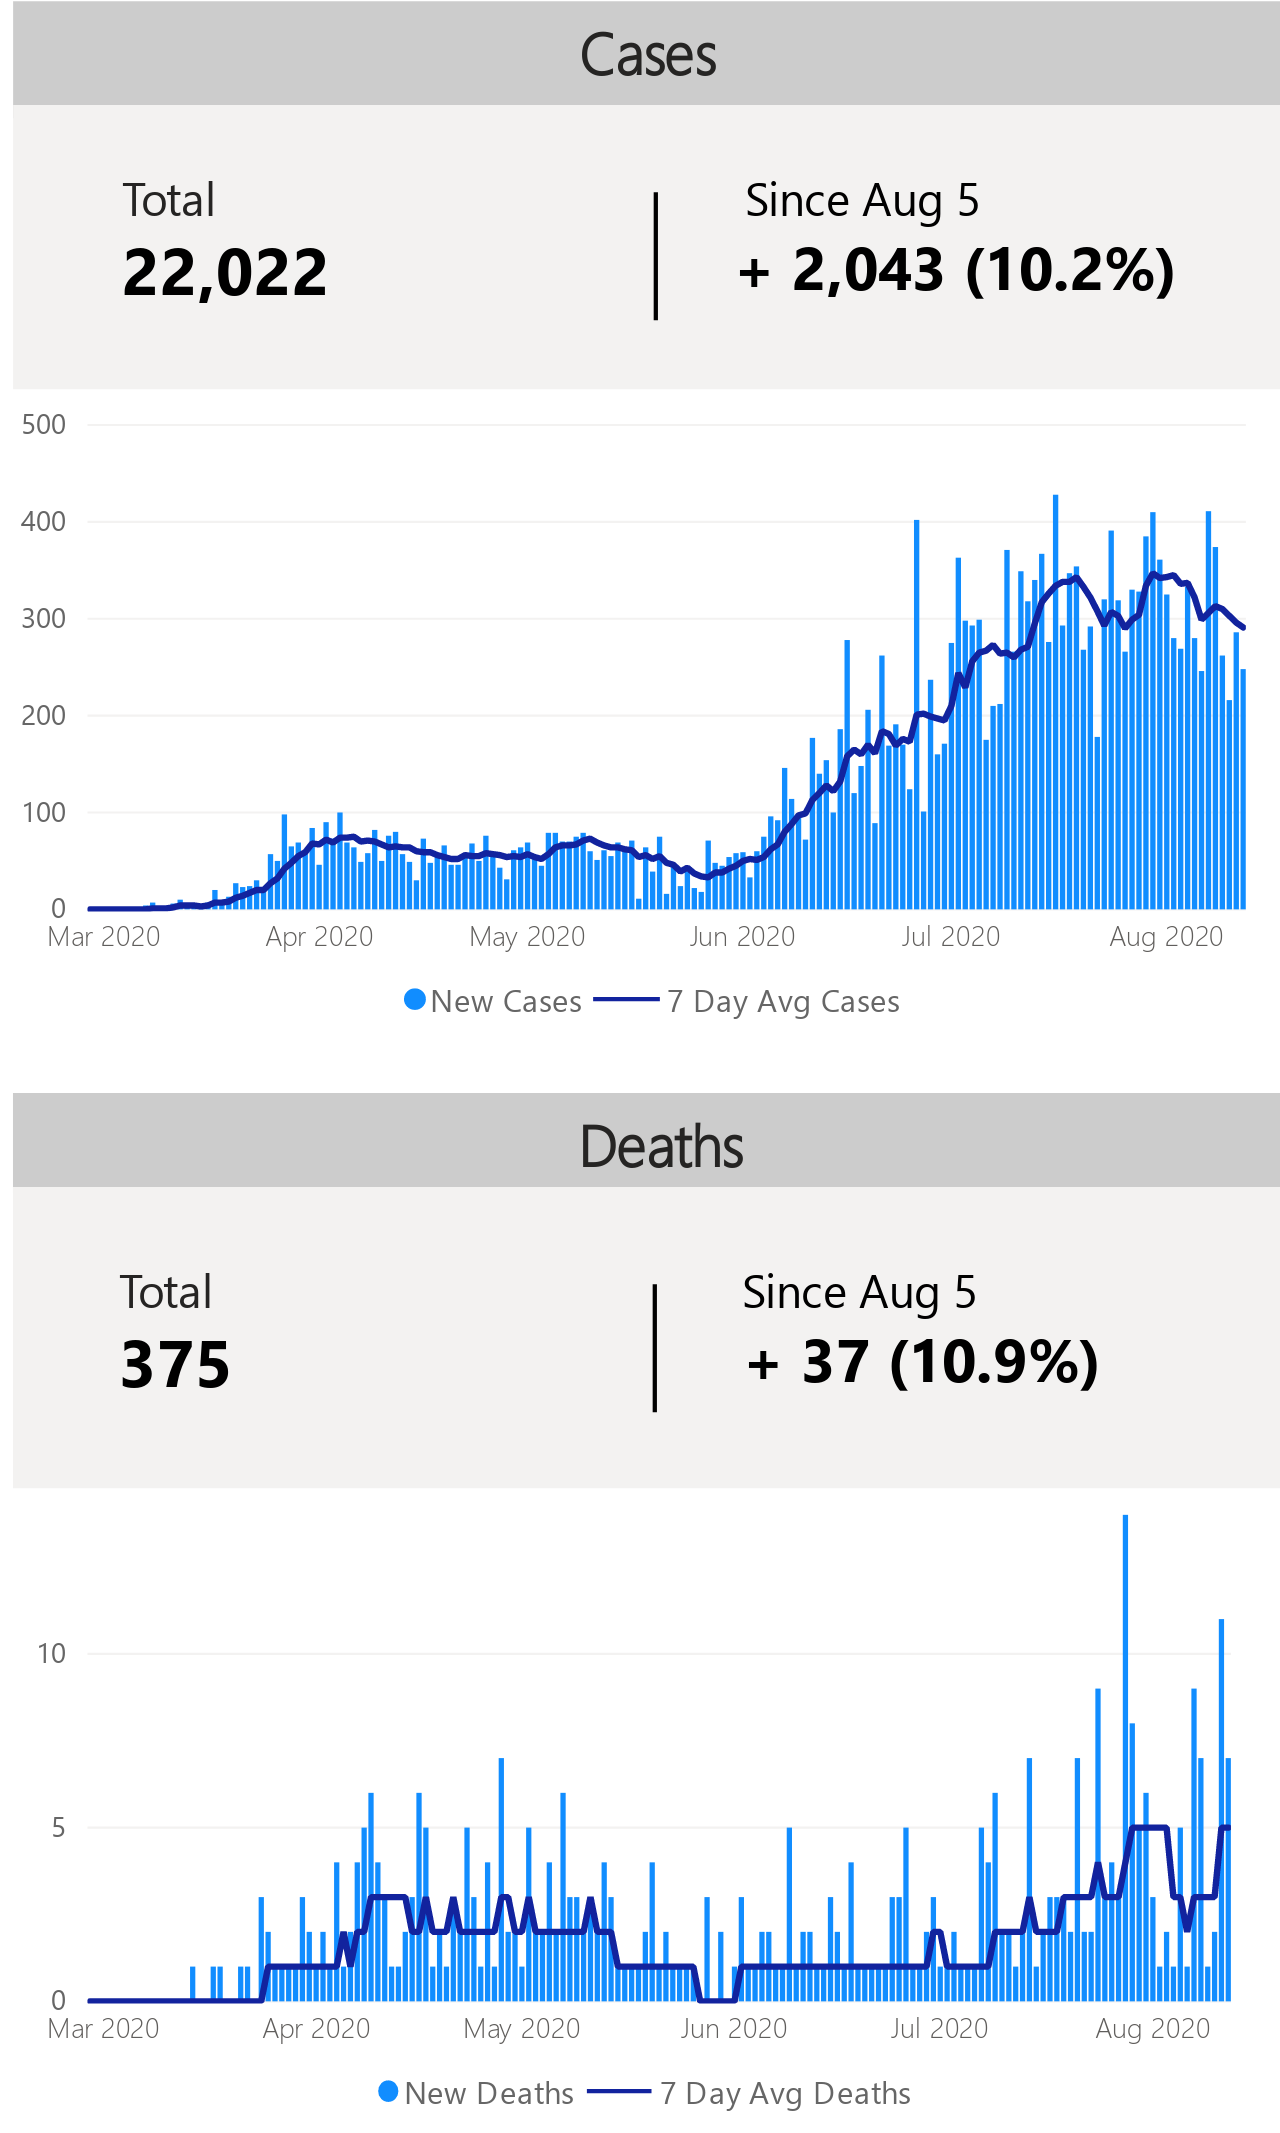 Cases
Total
Since Aug 5
22,022
+ 2,043 (10.2%)
500
400
300
200
100
0
Mar 2020 Apr 2020 May 2020 Jun 2020 Jul 2020 Aug 2020
New Cases 7 Day Avg Cases
Deaths
Total
Since Aug 5
375
+ 37 (10.9%)
10
5
0
Mar 2020 Apr 2020 May 2020 Jun 2020 Jul 2020 Aug 2020
New Deaths 7 Day Avg Deaths